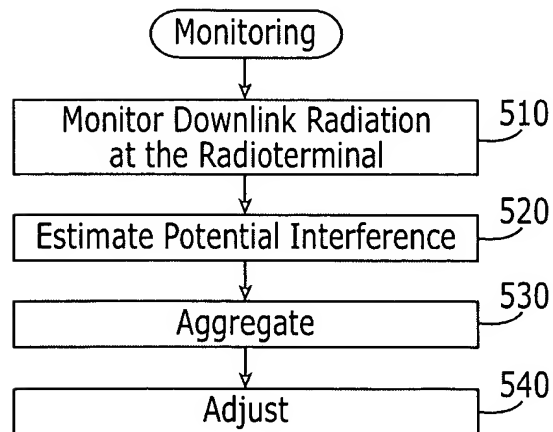 Monitoring
Monitor Downlink Radiation
at the Radioterminal
510
Estimate Potential Interference
520
Aggregate
530
Adjust
540